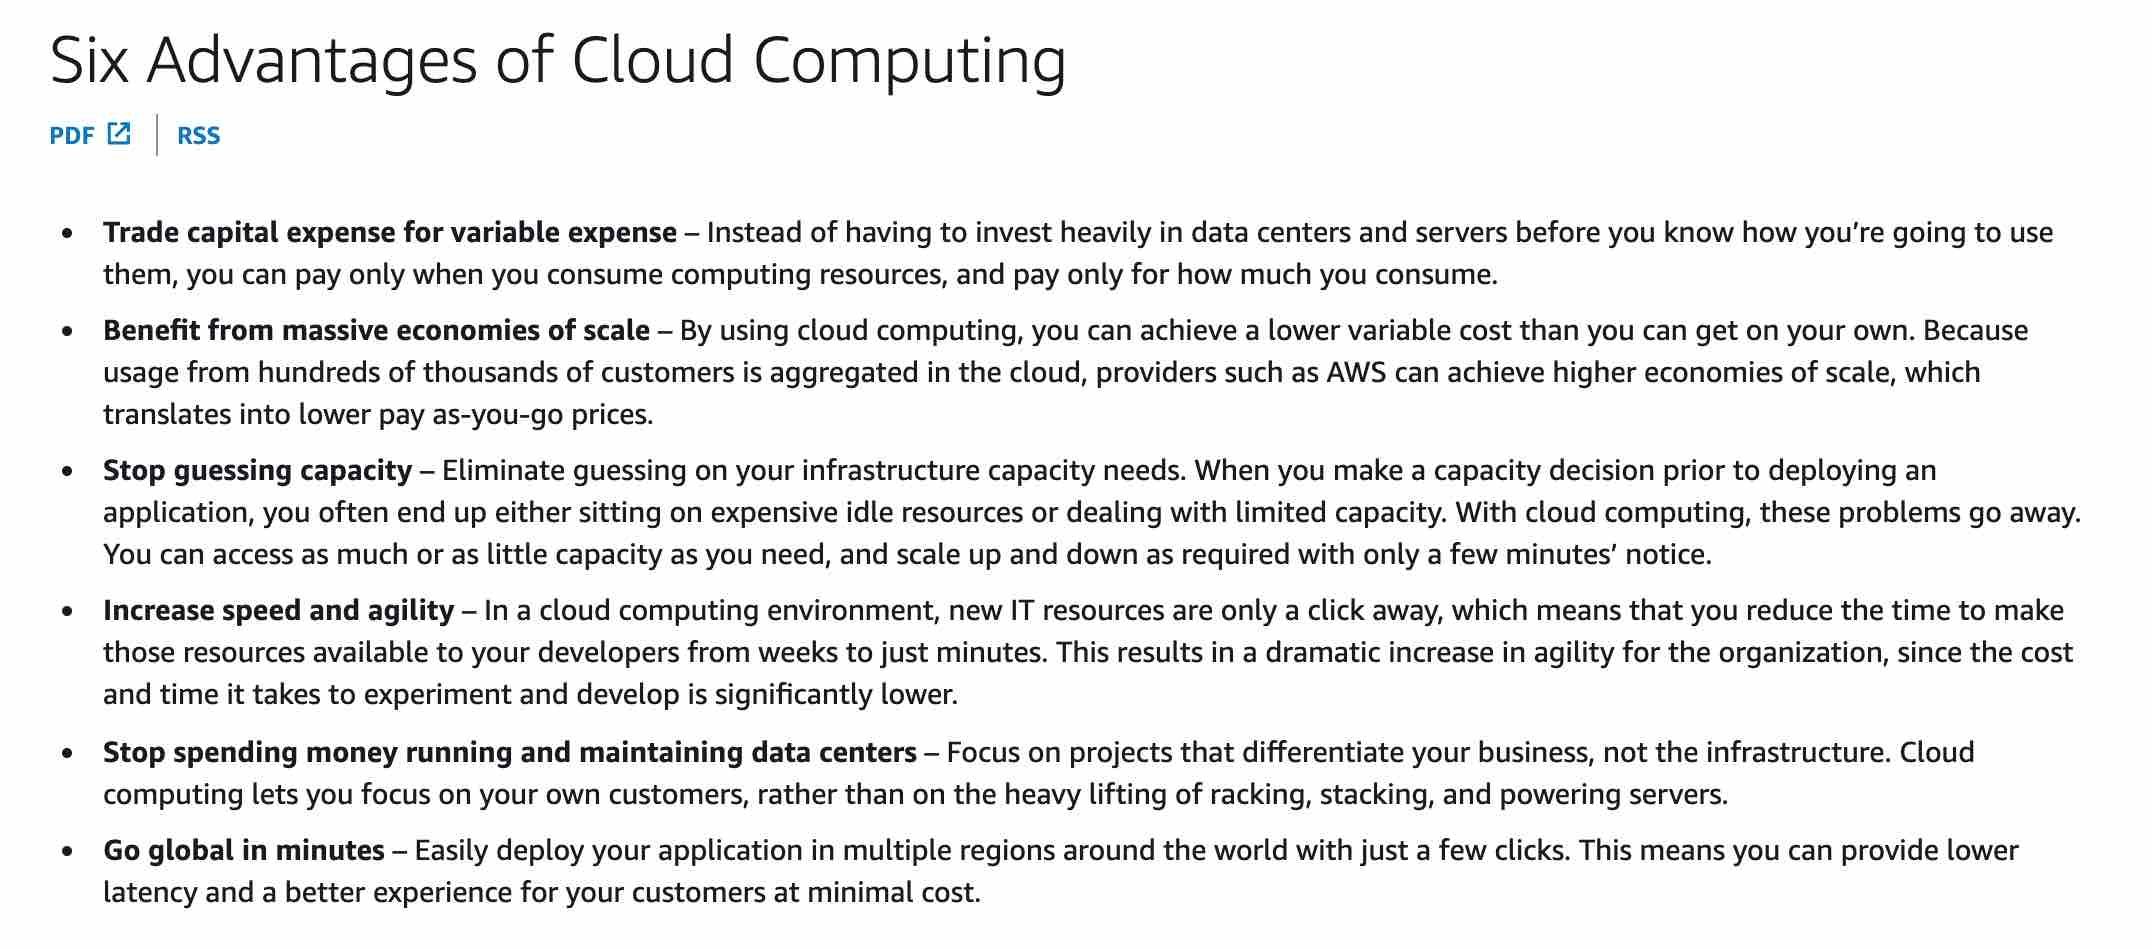 Six Advantages of Cloud Computing
PDF
RSS
• Trade capital expense for variable expense – Instead of having to invest heavily in data centers and servers before you know how you’re going to use
them, you can pay only when you consume computing resources, and pay only for how much you consume.
• Benefit from massive economies of scale – By using cloud computing, you can achieve a lower variable cost than you can get on your own. Because
usage from hundreds of thousands of customers is aggregated in the cloud, providers such as AWS can achieve higher economies of scale, which
translates into lower pay as-you-go prices.
• Stop guessing capacity – Eliminate guessing on your infrastructure capacity needs. When you make a capacity decision prior to deploying an
application, you often end up either sitting on expensive idle resources or dealing with limited capacity. With cloud computing, these problems go away.
You can access as much or as little capacity as you need, and scale up and down as required with only a few minutes’ notice.
• Increase speed and agility – In a cloud computing environment, new IT resources are only a click away, which means that you reduce the time to make
those resources available to your developers from weeks to just minutes. This results in a dramatic increase in agility for the organization, since the cost
and time it takes to experiment and develop is significantly lower.
• Stop spending money running and maintaining data centers – Focus on projects that differentiate your business, not the infrastructure. Cloud
computing lets you focus on your own customers, rather than on the heavy lifting of racking, stacking, and powering servers.
• Go global in minutes – Easily deploy your application in multiple regions around the world with just a few clicks. This means you can provide lower
latency and a better experience for your customers at minimal cost.